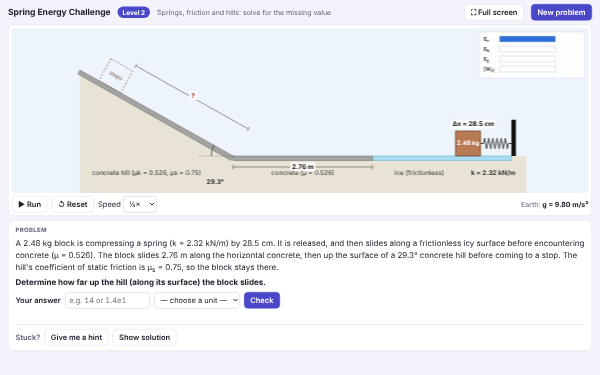 Spring Energy Challenge Level 2 Springs, friction and hills: solve for the missing value Full screen New problem
stops
?
Δx = 28.5 cm
2.48 kg
2.76 m
concrete hill (μk = 0.526, μs = 0.75) concrete (μ = 0.526) ice (frictionless) k = 2.32 kN/m
29.3°
Run Reset Speed ¼× Earth: g = 9.80 m/s²
PROBLEM
A 2.48 kg block is compressing a spring (k = 2.32 kN/m) by 28.5 cm. It is released, and then slides along a frictionless icy surface before encountering
concrete (μ = 0.526). The block slides 2.76 m along the horizontal concrete, then up the surface of a 29.3° concrete hill before coming to a stop. The
hill's coefficient of static friction is μs = 0.75, so the block stays there.
Determine how far up the hill (along its surface) the block slides.
Your answer e.g. 14 or 1.4e1 — choose a unit — Check
Stuck? Give me a hint Show solution